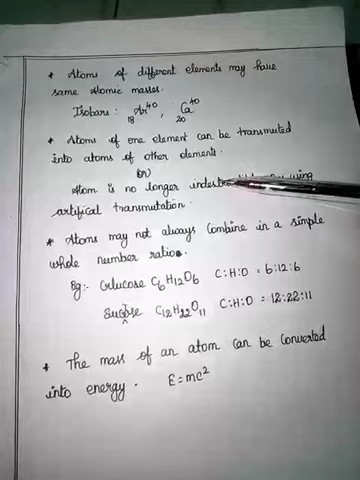 * Atoms of different elements may have
same atomic masses.
Isobars : ₁₈Ar⁴⁰ , ₂₀Ca⁴⁰
* Atoms of one element can be transmuted
into atoms of other elements.
(or)
Atom is no longer
artifical transmutation.
* Atoms may not always combine in a simple
whole number ratio.
Eg:- Glucose C₆H₁₂O₆ C:H:O = 6:12:6
Sucrose C₁₂H₂₂O₁₁ C:H:O = 12:22:11
* The mass of an atom can be converted
into energy. E=mc²